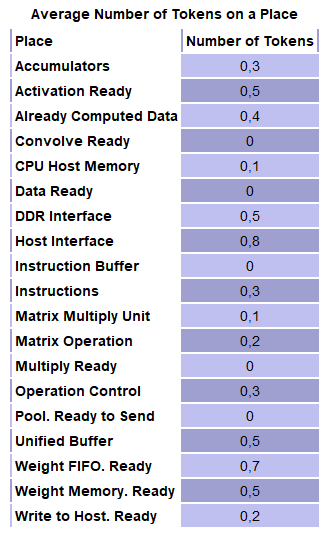 Average Number of Tokens on a Place
Place Number of Tokens
Accumulators 0,3
Activation Ready 0,5
Already Computed Data 0,4
Convolve Ready 0
CPU Host Memory 0,1
Data Ready 0
DDR Interface 0,5
Host Interface 0,8
Instruction Buffer 0
Instructions 0,3
Matrix Multiply Unit 0,1
Matrix Operation 0,2
Multiply Ready 0
Operation Control 0,3
Pool. Ready to Send 0
Unified Buffer 0,5
Weight FIFO. Ready 0,7
Weight Memory. Ready 0,5
Write to Host. Ready 0,2